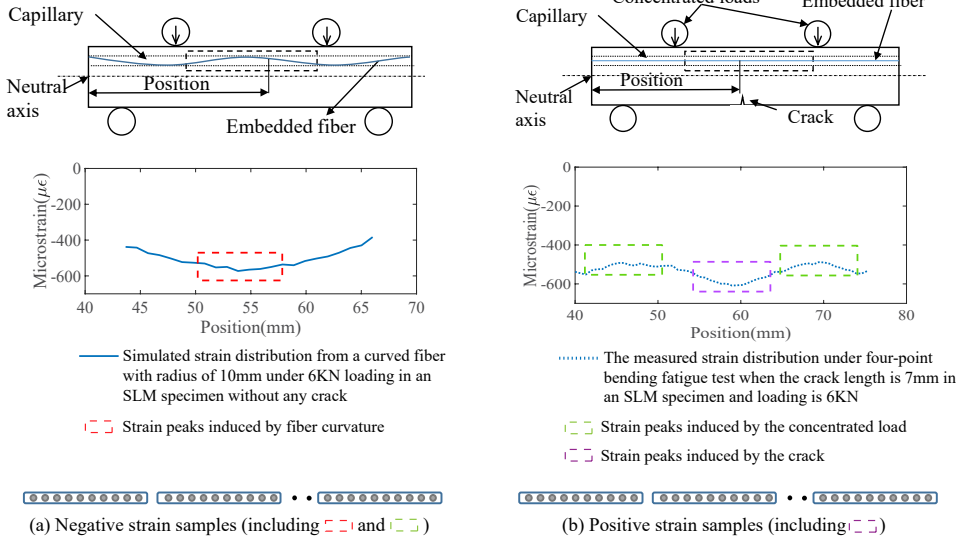 Capillary
Neutral
axis
Position
Embedded fiber
0
-200
-400
-600
Microstrain(με)
40
50
60
70
Position(mm)
Simulated strain distribution from a curved fiber
with radius of 10mm under 6KN loading in an
SLM specimen without any crack
Strain peaks induced by fiber curvature
(a) Negative strain samples (including and )
Concentrated loads
Embedded fiber
Capillary
Position
Neutral
axis
Crack
0
-200
-400
-600
Microstrain(με)
40
50
60
70
80
Position(mm)
The measured strain distribution under four-point
bending fatigue test when the crack length is 7mm in
an SLM specimen and loading is 6KN
Strain peaks induced by the concentrated load
Strain peaks induced by the crack
(b) Positive strain samples (including )